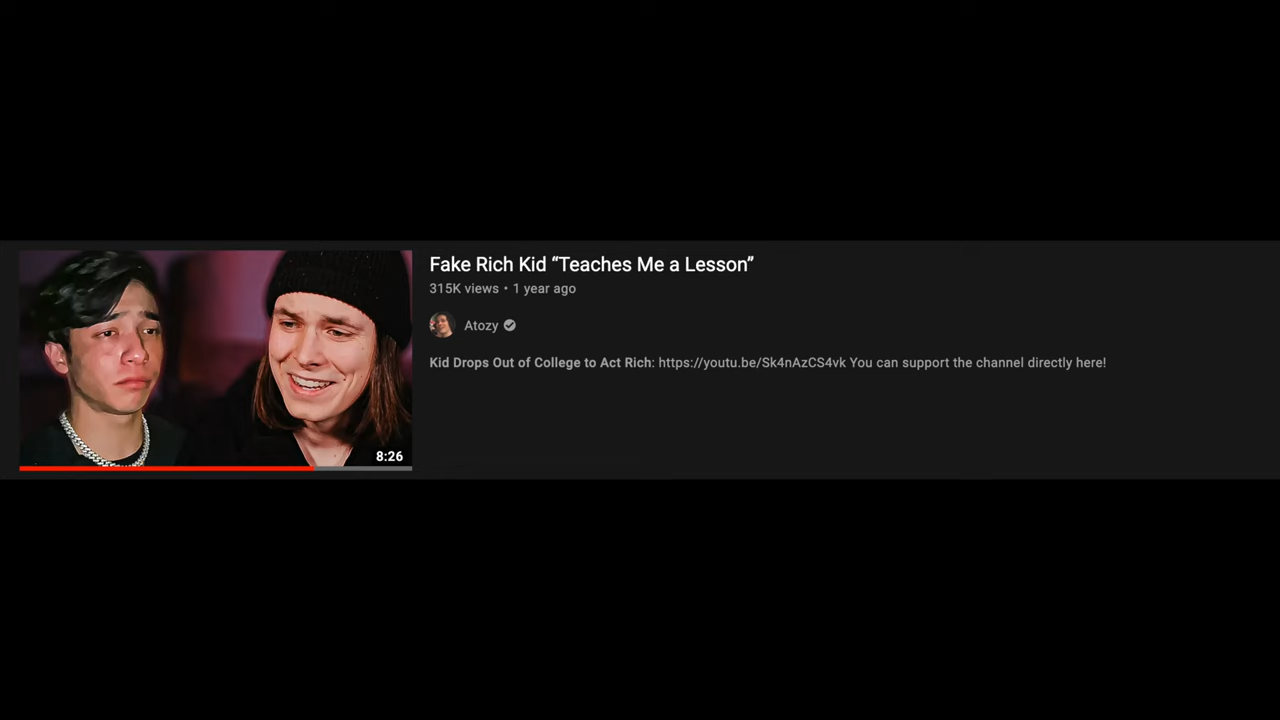 Fake Rich Kid “Teaches Me a Lesson”
315K views • 1 year ago
Atozy
Kid Drops Out of College to Act Rich: https://youtu.be/Sk4nAzCS4vk You can support the channel directly here!
8:26